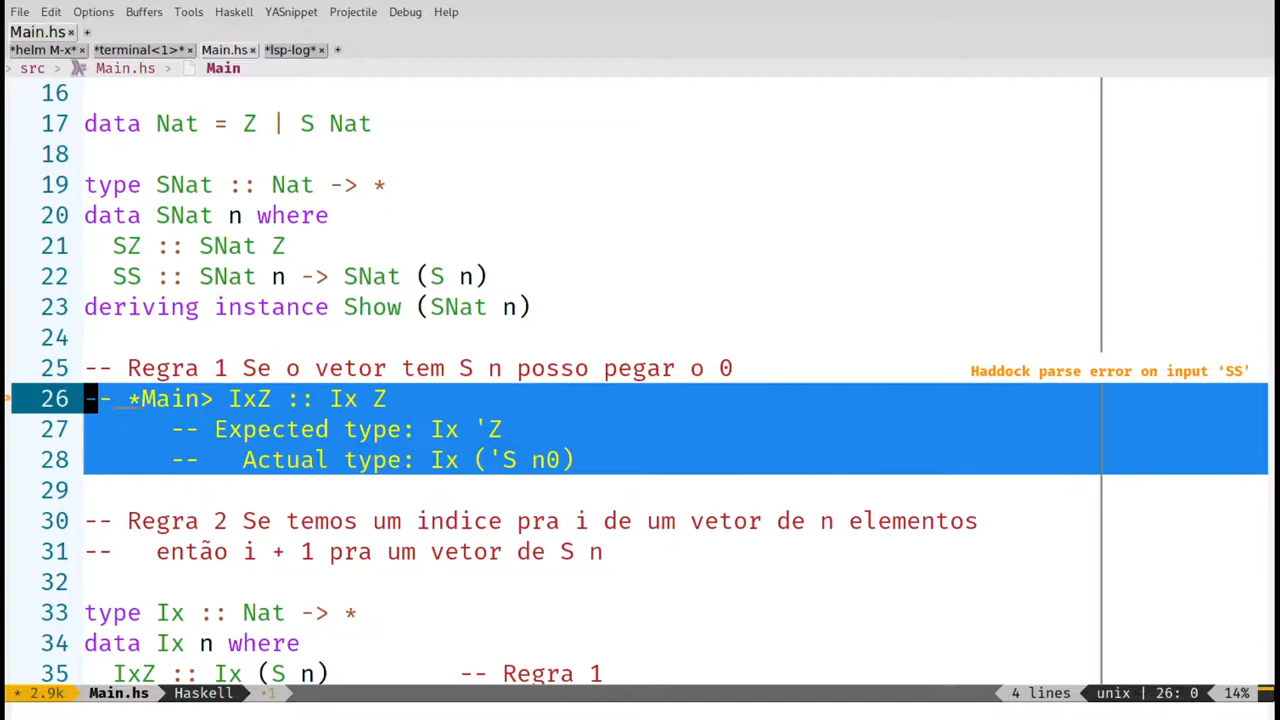 File Edit Options Buffers Tools Haskell YASnippet Projectile Debug Help
Main.hs × +
*helm M-x* × *terminal<1>* × Main.hs × *lsp-log* × +
> src > Main.hs > Main
16
17 data Nat = Z | S Nat
18
19 type SNat :: Nat -> *
20 data SNat n where
21   SZ :: SNat Z
22   SS :: SNat n -> SNat (S n)
23 deriving instance Show (SNat n)
24
25 -- Regra 1 Se o vetor tem S n posso pegar o 0
Haddock parse error on input ‘SS’
26 -- *Main> IxZ :: Ix Z
27       -- Expected type: Ix 'Z
28       --   Actual type: Ix ('S n0)
29
30 -- Regra 2 Se temos um indice pra i de um vetor de n elementos
31 --   então i + 1 pra um vetor de S n
32
33 type Ix :: Nat -> *
34 data Ix n where
35   IxZ :: Ix (S n)         -- Regra 1
* 2.9k Main.hs Haskell •1 4 lines unix | 26: 0 14%